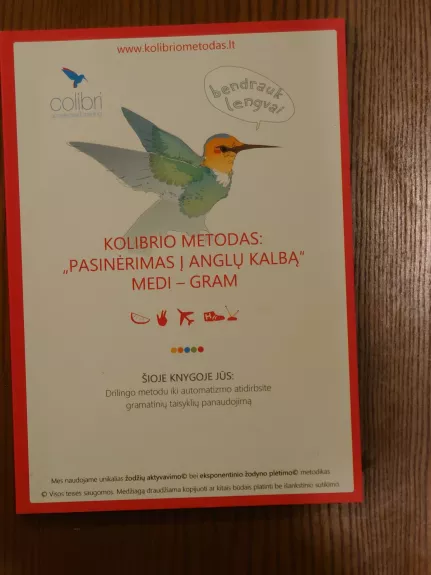 www.kolibriometodas.lt
colibri
bendrauk
lengvai
KOLIBRIO METODAS:
„PASINĖRIMAS Į ANGLŲ KALBĄ"
MEDI – GRAM
ŠIOJE KNYGOJE JŪS:
Drilingo metodu iki automatizmo atidirbsite
gramatinių taisyklių panaudojimą
Mes naudojame unikalias žodžių aktyvavimo© bei eksponentinio žodyno plėtimo© metodikas
© Visos teisės saugomos. Medžiagą draudžiama kopijuoti ar kitais būdais platinti be išankstinio sutikimo.